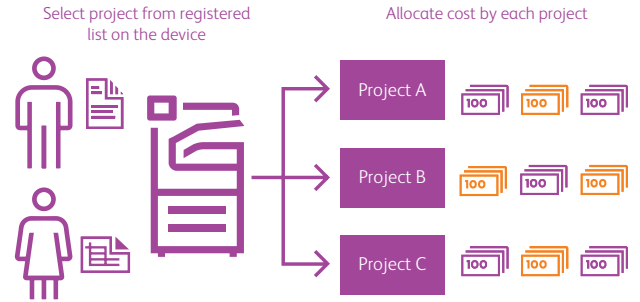 Select project from registered
list on the device
Allocate cost by each project
Project A
100 100 100
Project B
100 100 100
Project C
100 100 100